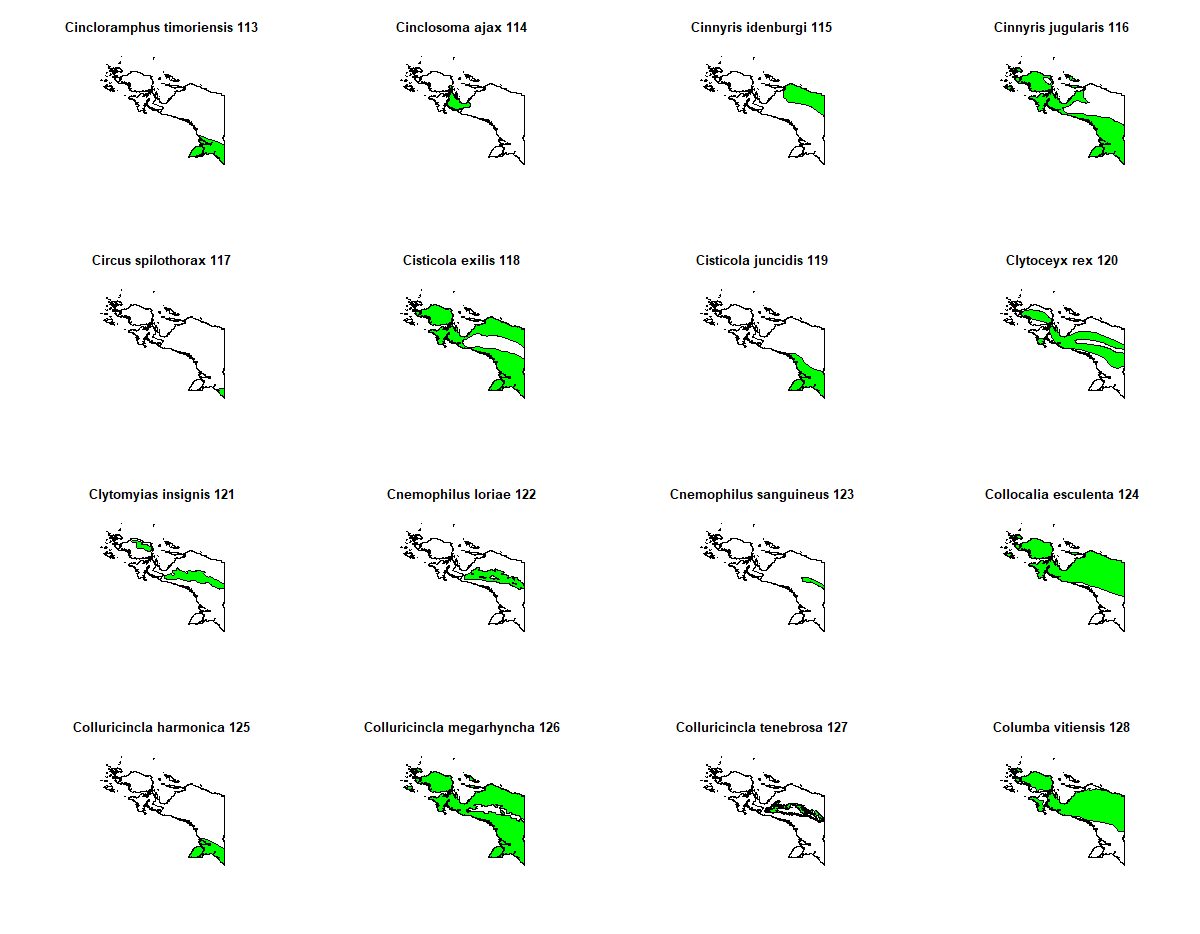 Cincloramphus timoriensis 113
Cinclosoma ajax 114
Cinnyris idenburgi 115
Cinnyris jugularis 116
Circus spilothorax 117
Cisticola exilis 118
Cisticola juncidis 119
Clytoceyx rex 120
Clytomyias insignis 121
Cnemophilus loriae 122
Cnemophilus sanguineus 123
Collocalia esculenta 124
Colluricincla harmonica 125
Colluricincla megarhyncha 126
Colluricincla tenebrosa 127
Columba vitiensis 128